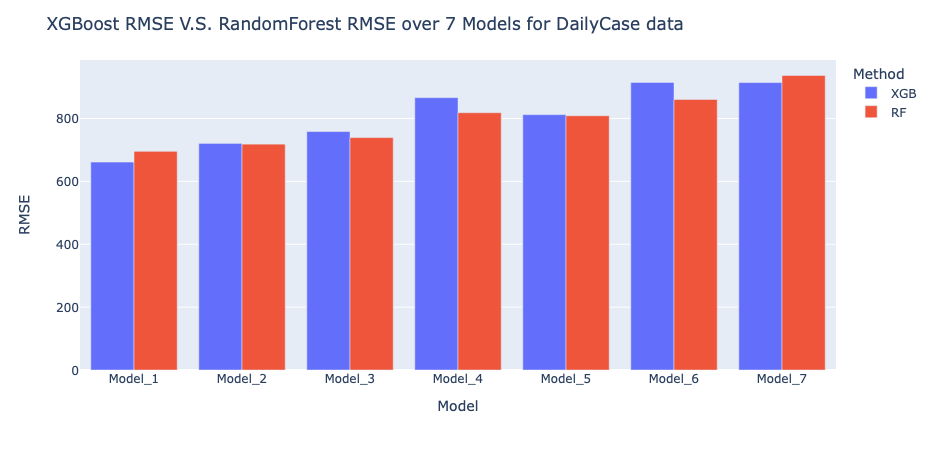 XGBoost RMSE V.S. RandomForest RMSE over 7 Models for DailyCase data
Method
XGB
RF
RMSE
800
600
400
200
0
Model_1 Model_2 Model_3 Model_4 Model_5 Model_6 Model_7
Model